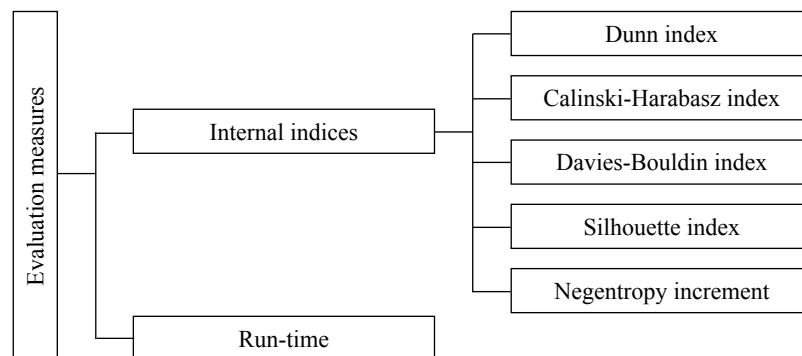 Evaluation measures
Internal indices
Run-time
Dunn index
Calinski-Harabasz index
Davies-Bouldin index
Silhouette index
Negentropy increment